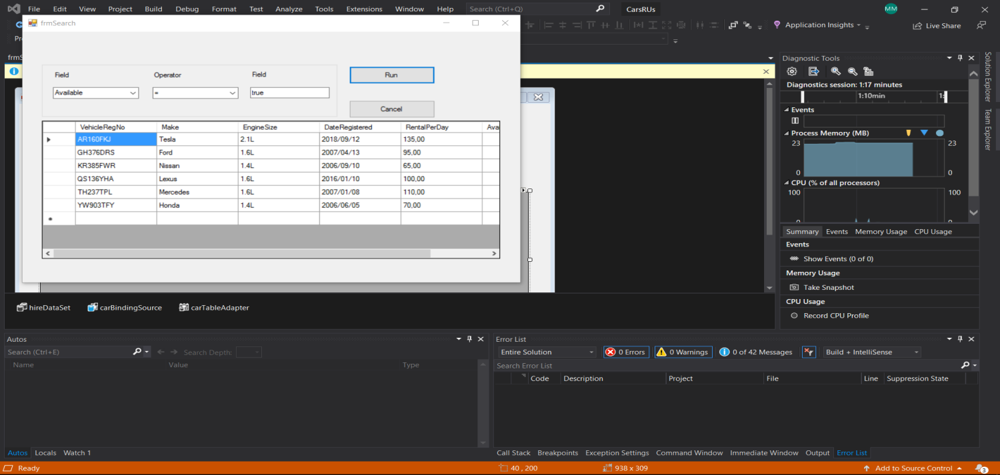 File Edit View Project Build Debug Format Test Analyze Tools Extensions Window Help Search (Ctrl+Q) CarsRUs MM
frmSearch
Application Insights Live Share
Field Operator Field
Run
Available = true
Cancel
VehicleRegNo Make EngineSize DateRegistered RentalPerDay Ava
AR160FKJ Tesla 2.1L 2018/09/12 135,00
GH376DRS Ford 1.6L 2007/04/13 95,00
KR385FWR Nissan 1.4L 2006/09/10 65,00
QS136YHA Lexus 1.6L 2016/01/10 100,00
TH237TPL Mercedes 1.6L 2007/01/08 110,00
YW903TFY Honda 1.4L 2006/06/05 70,00
Diagnostic Tools
Diagnostics session: 1:17 minutes
1:10min 1:
Events
Process Memory (MB)
23 23
0 0
CPU (% of all processors)
100 100
0 0
Summary Events Memory Usage CPU Usage
Events
Show Events (0 of 0)
Memory Usage
Take Snapshot
CPU Usage
Record CPU Profile
Solution Explorer
Team Explorer
hireDataSet carBindingSource carTableAdapter
Autos
Search (Ctrl+E) Search Depth:
Name Value Type
Autos Locals Watch 1
Error List
Entire Solution 0 Errors 0 Warnings 0 of 42 Messages Build + IntelliSense
Search Error List
Code Description Project File Line Suppression State
Call Stack Breakpoints Exception Settings Command Window Immediate Window Output Error List
Ready 40 , 200 938 x 309 Add to Source Control 3